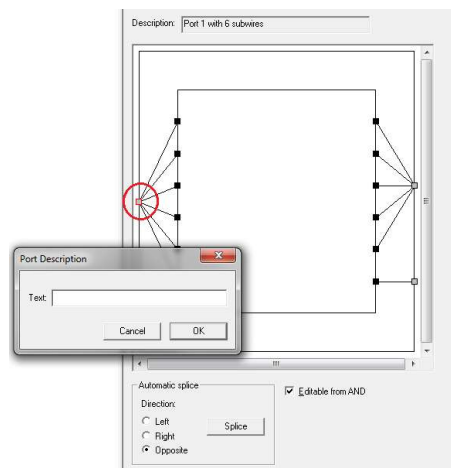 Description: Port 1 with 6 subwires
Port Description
Text:
Cancel OK
Automatic splice
Direction:
Left
Right
Opposite
Splice
Editable from AND